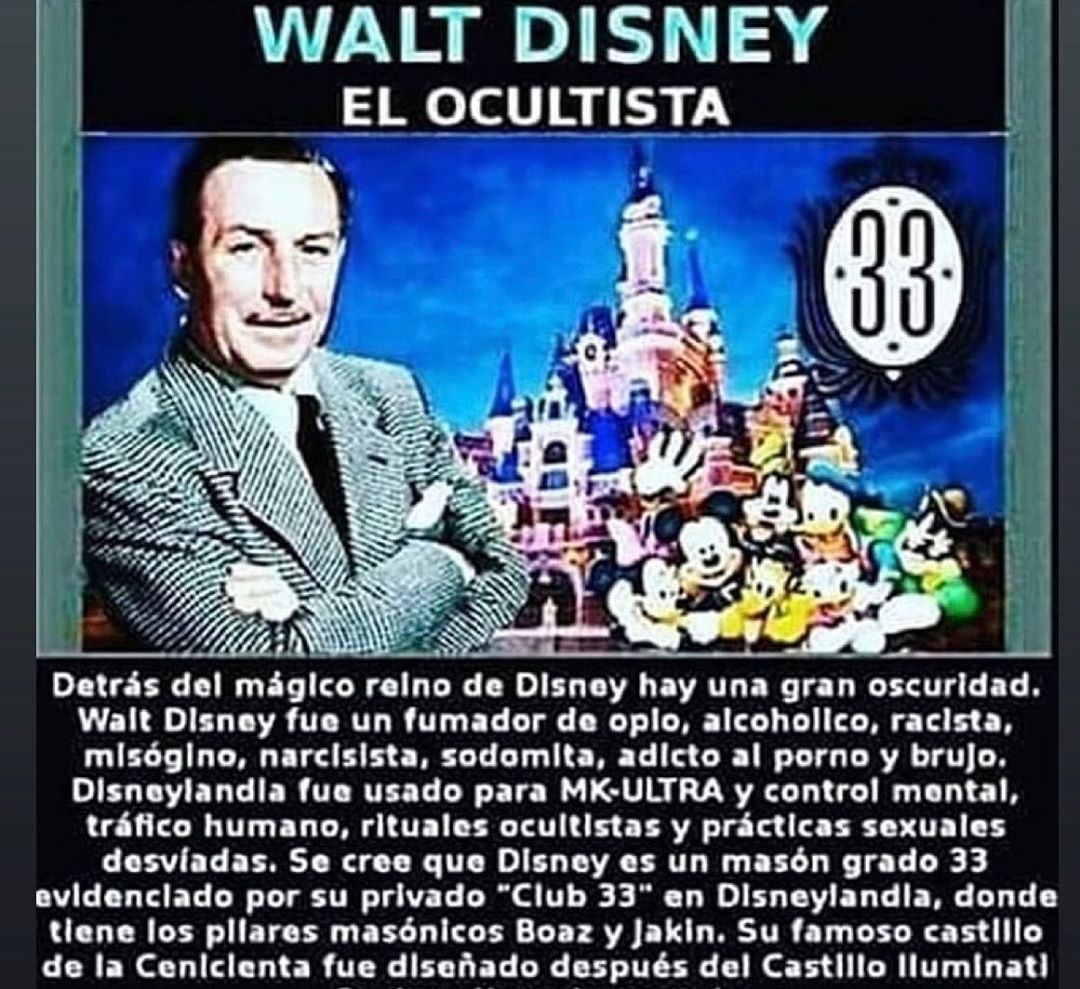 WALT DISNEY
EL OCULTISTA
33
Detrás del mágico reino de Disney hay una gran oscuridad.
Walt Disney fue un fumador de opio, alcoholico, racista,
misógino, narcisista, sodomita, adicto al porno y brujo.
Disneylandia fue usado para MK-ULTRA y control mental,
tráfico humano, rituales ocultistas y prácticas sexuales
desvíadas. Se cree que Disney es un masón grado 33
evidenciado por su privado "Club 33" en Disneylandia, donde
tiene los pilares masónicos Boaz y Jakin. Su famoso castillo
de la Cenicienta fue diseñado después del Castillo Iluminati